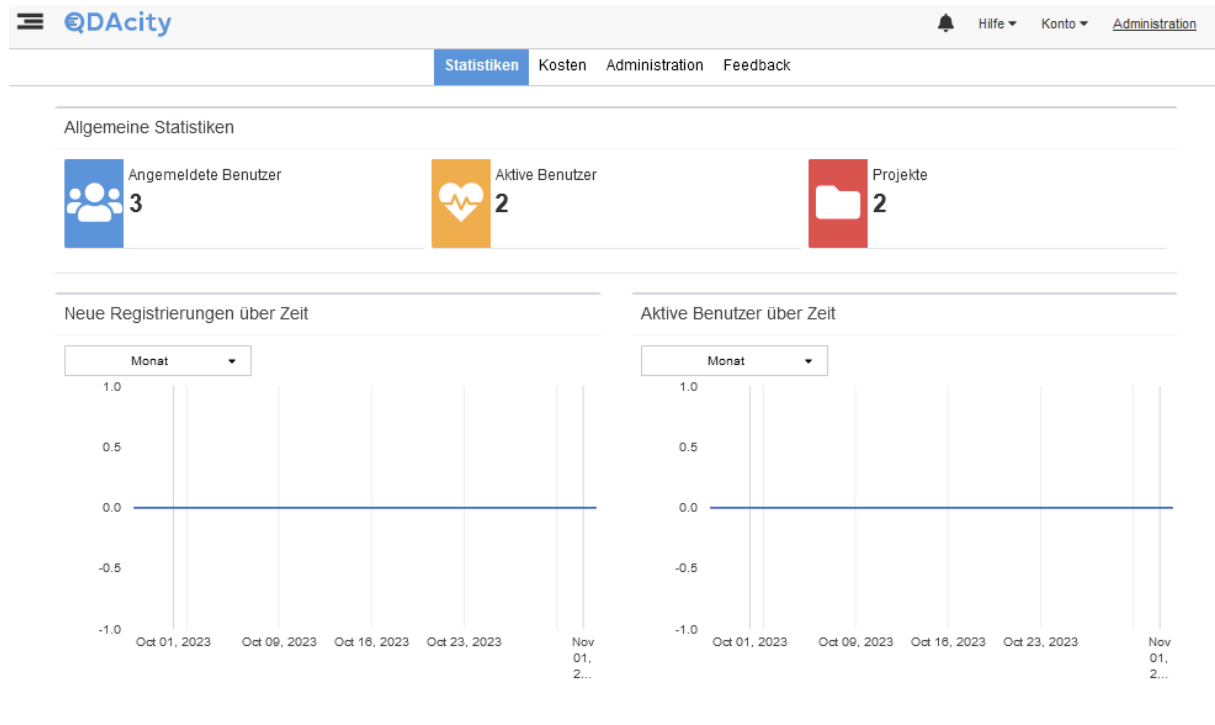 QDAcity
Hilfe
Konto
Administration
Statistiken Kosten Administration Feedback
Allgemeine Statistiken
Angemeldete Benutzer
3
Aktive Benutzer
2
Projekte
2
Neue Registrierungen über Zeit
Monat
1.0
0.5
0.0
-0.5
-1.0
Oct 01, 2023 Oct 09, 2023 Oct 16, 2023 Oct 23, 2023 Nov
01,
2...
Aktive Benutzer über Zeit
Monat
1.0
0.5
0.0
-0.5
-1.0
Oct 01, 2023 Oct 09, 2023 Oct 16, 2023 Oct 23, 2023 Nov
01,
2...